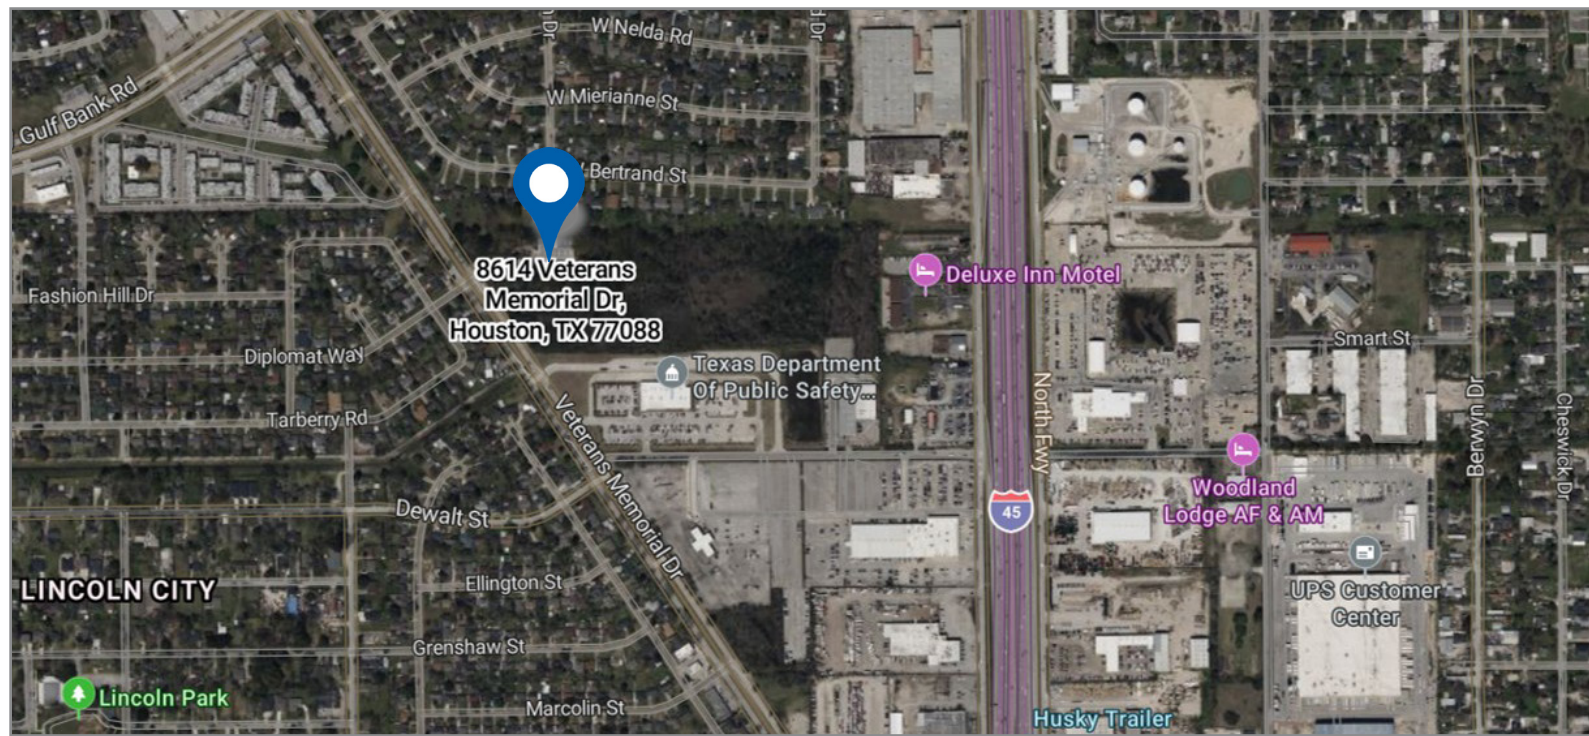 W Nelda Rd
Gulf Bank Rd
W Mierianne St
Bertrand St
8614 Veterans
Memorial Dr,
Houston, TX 77088
Deluxe Inn Motel
Fashion Hill Dr
Diplomat Way
Smart St
Texas Department
Of Public Safety...
Tarberry Rd
North Fwy
Berwyn Dr
Cheswick Dr
Veterans Memorial Dr
Woodland
Lodge AF & AM
45
Dewalt St
Ellington St
LINCOLN CITY
UPS Customer
Center
Grenshaw St
Lincoln Park
Marcolin St
Husky Trailer